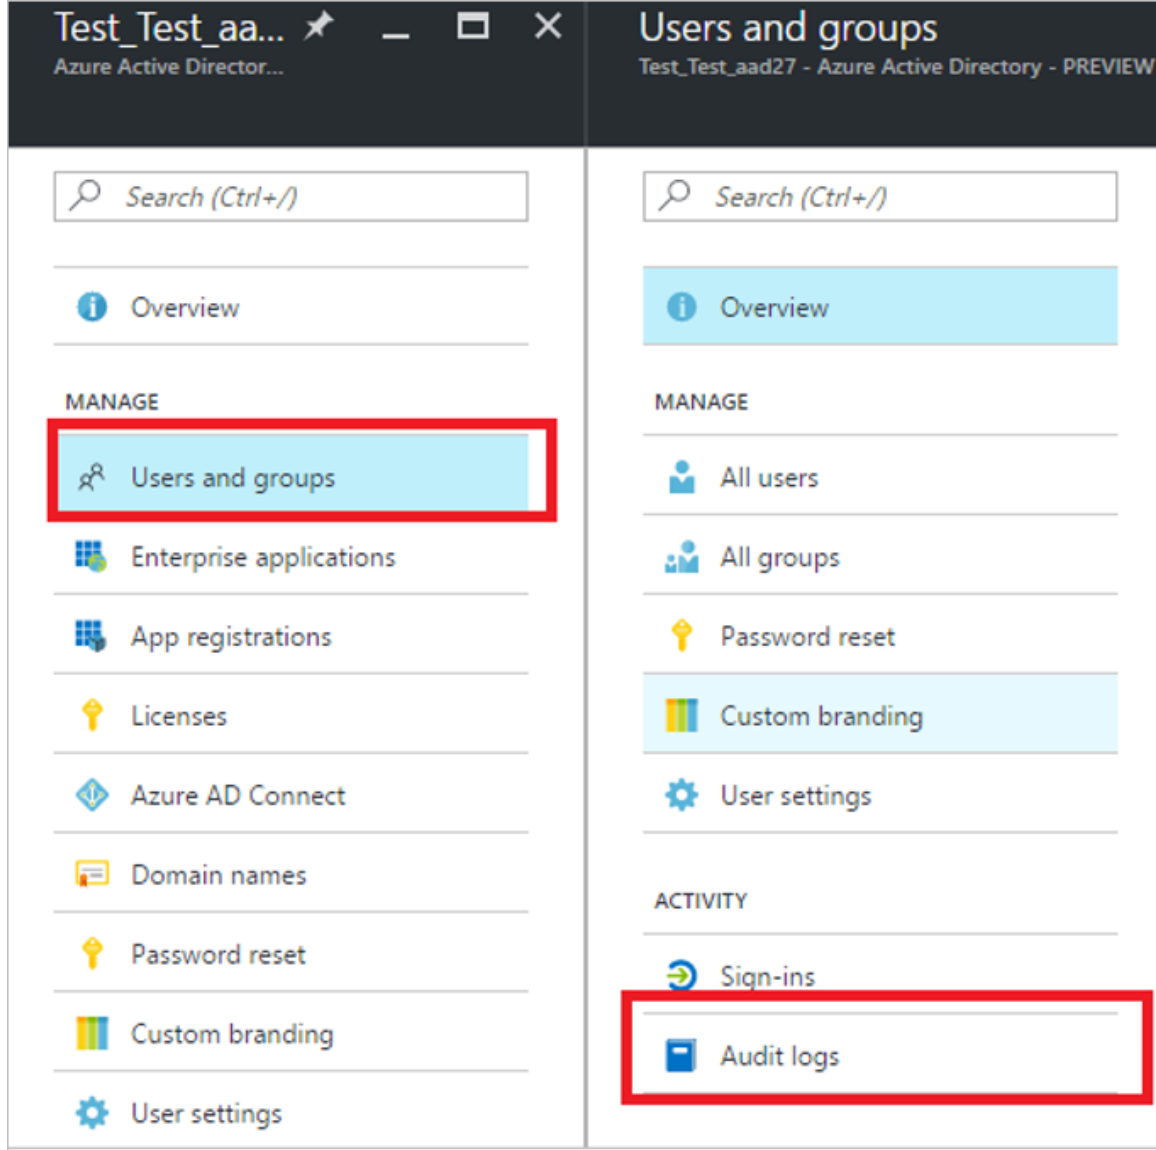 Test_Test_aa...
Azure Active Director...
Search (Ctrl+/)
Overview
MANAGE
Users and groups
Enterprise applications
App registrations
Licenses
Azure AD Connect
Domain names
Password reset
Custom branding
User settings
Users and groups
Test_Test_aad27 - Azure Active Directory - PREVIEW
Search (Ctrl+/)
Overview
MANAGE
All users
All groups
Password reset
Custom branding
User settings
ACTIVITY
Sign-ins
Audit logs